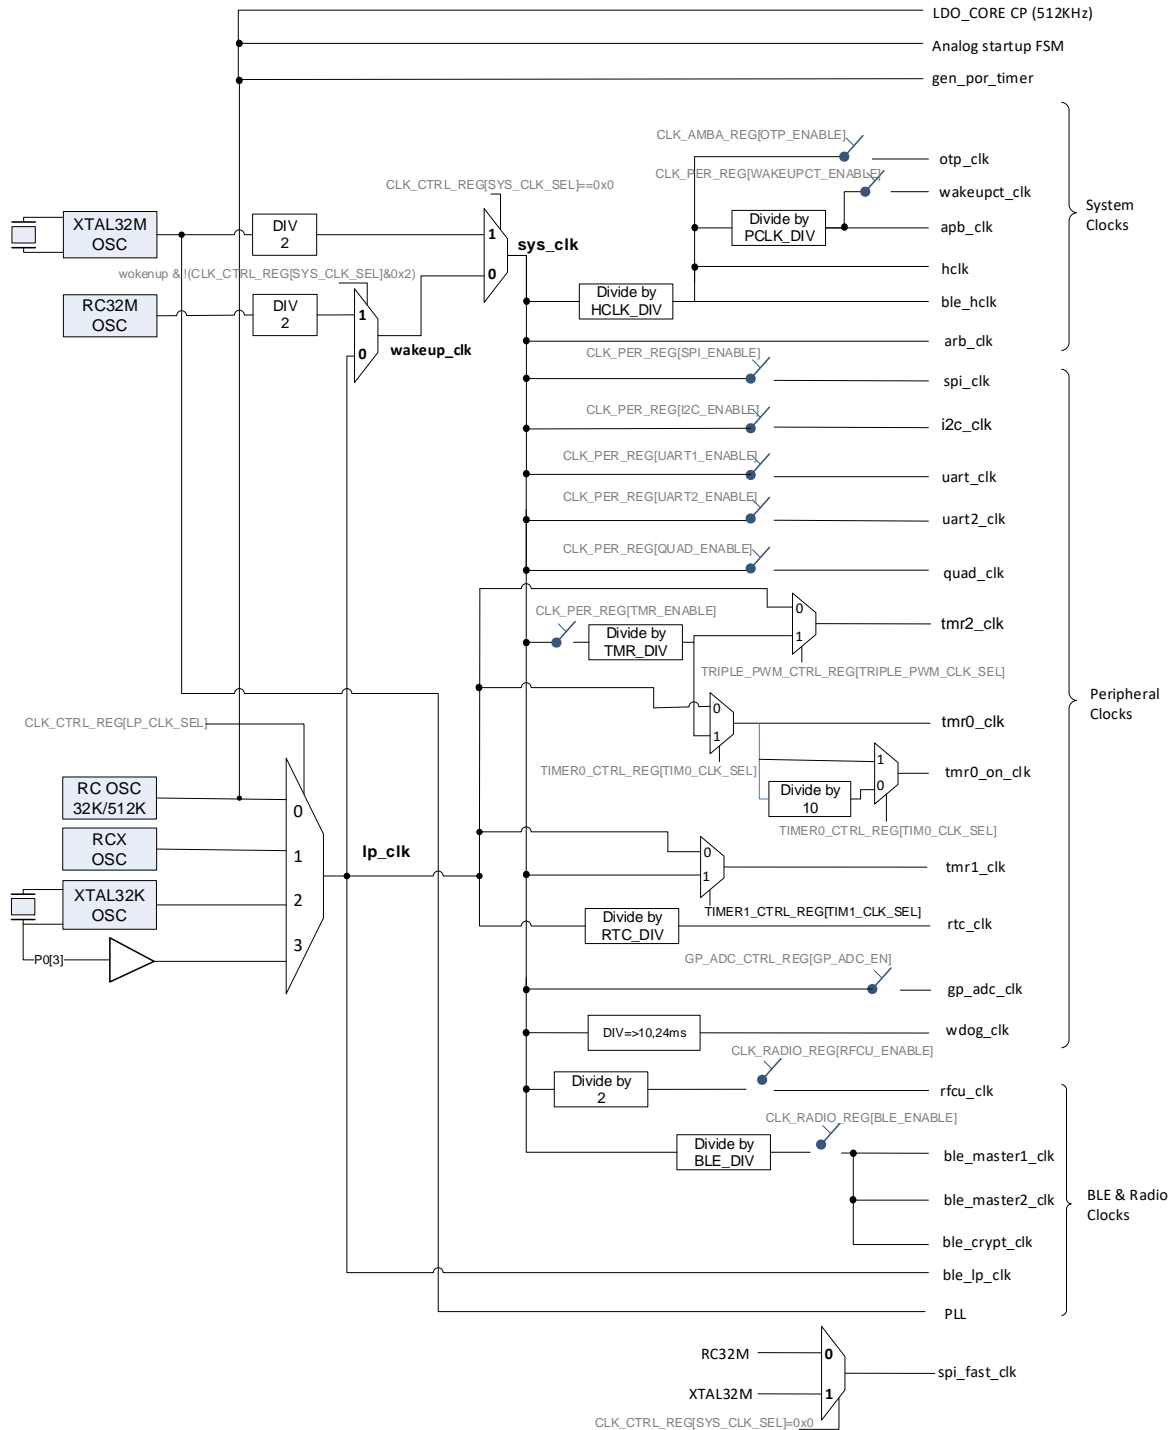 LDO_CORE CP (512KHz)
Analog startup FSM
gen_por_timer
CLK_AMBA_REG[OTP_ENABLE]
otp_clk
CLK_PER_REG[WAKEUPCT_ENABLE]
wakeupct_clk
CLK_CTRL_REG[SYS_CLK_SEL]==0x0
System
Clocks
XTAL32M
OSC
DIV
2
1
sys_clk
Divide by
PCLK_DIV
apb_clk
wokenup & !(CLK_CTRL_REG[SYS_CLK_SEL]&0x2)
0
hclk
RC32M
OSC
DIV
2
1
Divide by
HCLK_DIV
ble_hclk
0
wakeup_clk
arb_clk
CLK_PER_REG[SPI_ENABLE]
spi_clk
CLK_PER_REG[I2C_ENABLE]
i2c_clk
CLK_PER_REG[UART1_ENABLE]
uart_clk
CLK_PER_REG[UART2_ENABLE]
uart2_clk
CLK_PER_REG[QUAD_ENABLE]
quad_clk
CLK_PER_REG[TMR_ENABLE]
0
tmr2_clk
Divide by
TMR_DIV
1
TRIPLE_PWM_CTRL_REG[TRIPLE_PWM_CLK_SEL]
Peripheral
Clocks
CLK_CTRL_REG[LP_CLK_SEL]
0
tmr0_clk
1
TIMER0_CTRL_REG[TIM0_CLK_SEL]
1
tmr0_on_clk
0
Divide by
10
TIMER0_CTRL_REG[TIM0_CLK_SEL]
RC OSC
32K/512K
0
RCX
OSC
1
lp_clk
0
tmr1_clk
1
XTAL32K
OSC
2
TIMER1_CTRL_REG[TIM1_CLK_SEL]
Divide by
RTC_DIV
rtc_clk
P0[3]
3
GP_ADC_CTRL_REG[GP_ADC_EN]
gp_adc_clk
DIV=>10,24ms
wdog_clk
CLK_RADIO_REG[RFCU_ENABLE]
Divide by
2
rfcu_clk
CLK_RADIO_REG[BLE_ENABLE]
Divide by
BLE_DIV
ble_master1_clk
ble_master2_clk
BLE & Radio
Clocks
ble_crypt_clk
ble_lp_clk
PLL
RC32M
0
spi_fast_clk
XTAL32M
1
CLK_CTRL_REG[SYS_CLK_SEL]=0x0